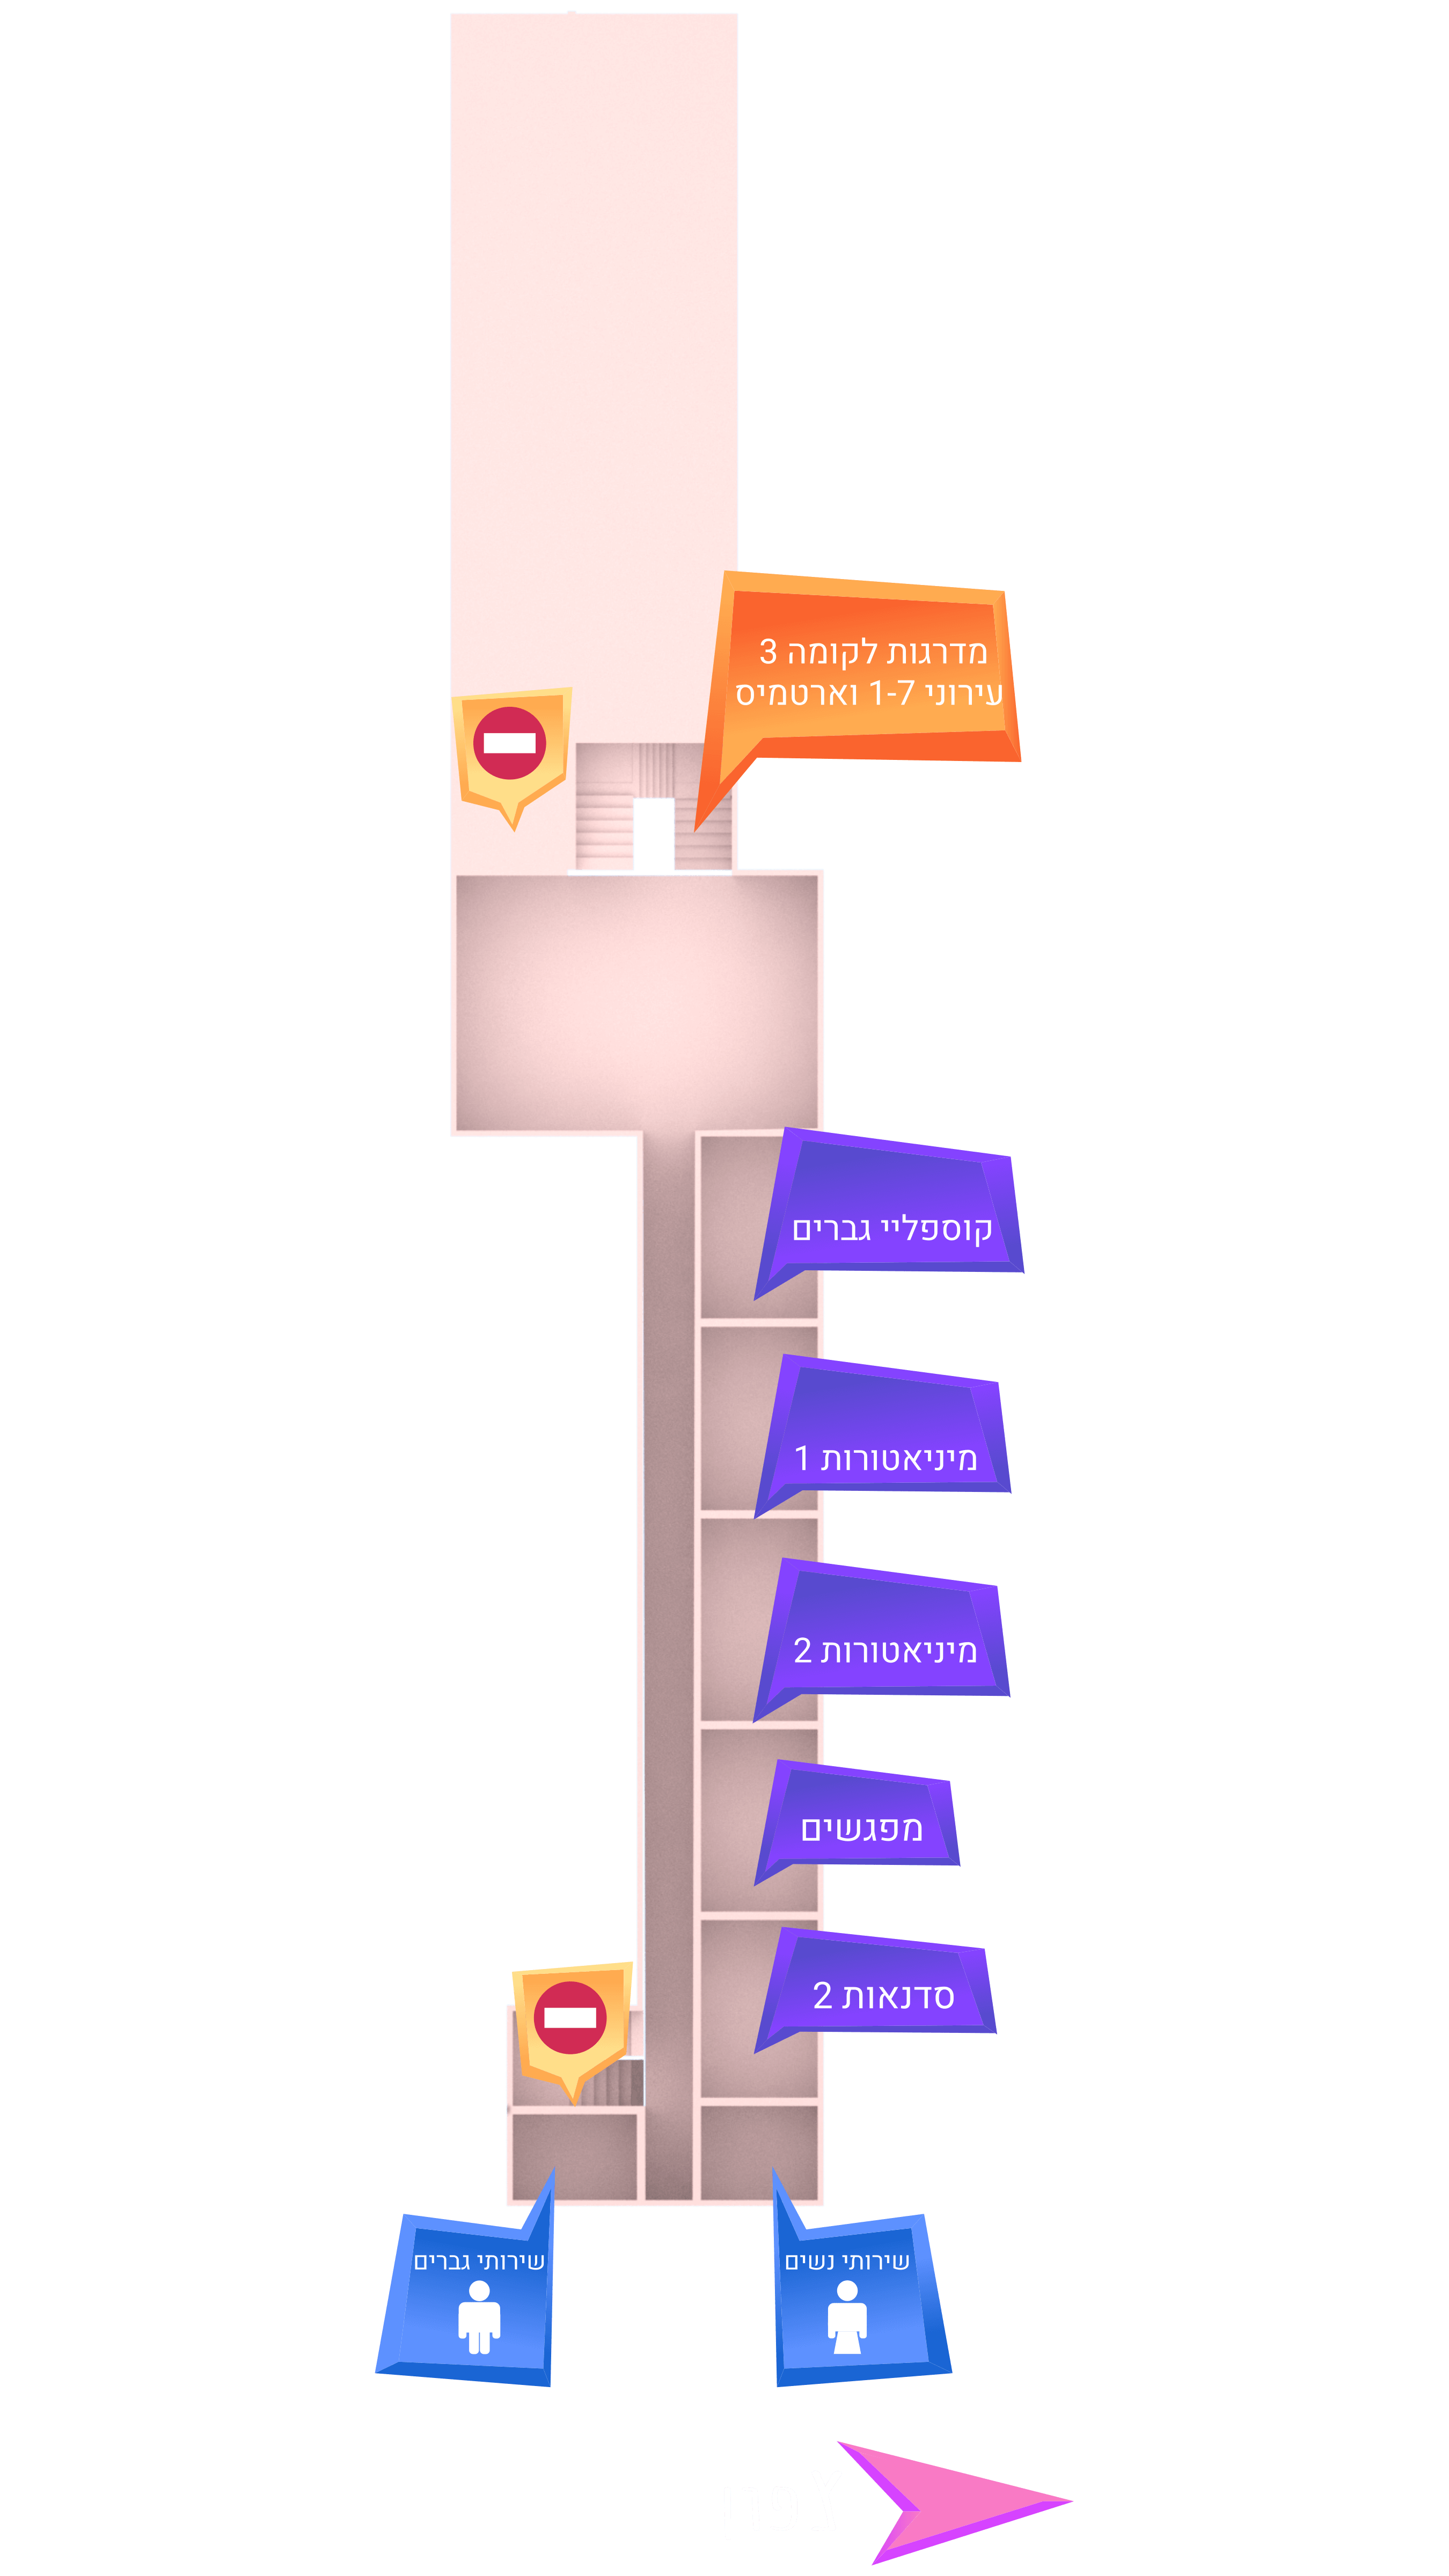 מדרגות לקומה 3
עירוני 1-7 וארטמיס
קוספליי גברים
מיניאטורות 1
מיניאטורות 2
מפגשים
סדנאות 2
שירותי גברים
שירותי נשים